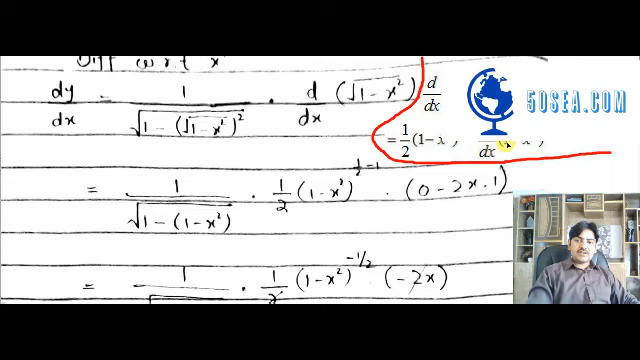 Diff w.r.t x
dy/dx = 1/√(1-(√(1-x²))²) · d/dx (√(1-x²))
d/dx
50SEA.COM
= 1/2 (1-x
dx
= 1/√(1-(1-x²)) · 1/2 (1-x²)^(1/2-1) · (0-2x·1)
= 1/√ · 1/2 (1-x²)^(-1/2) (-2x)